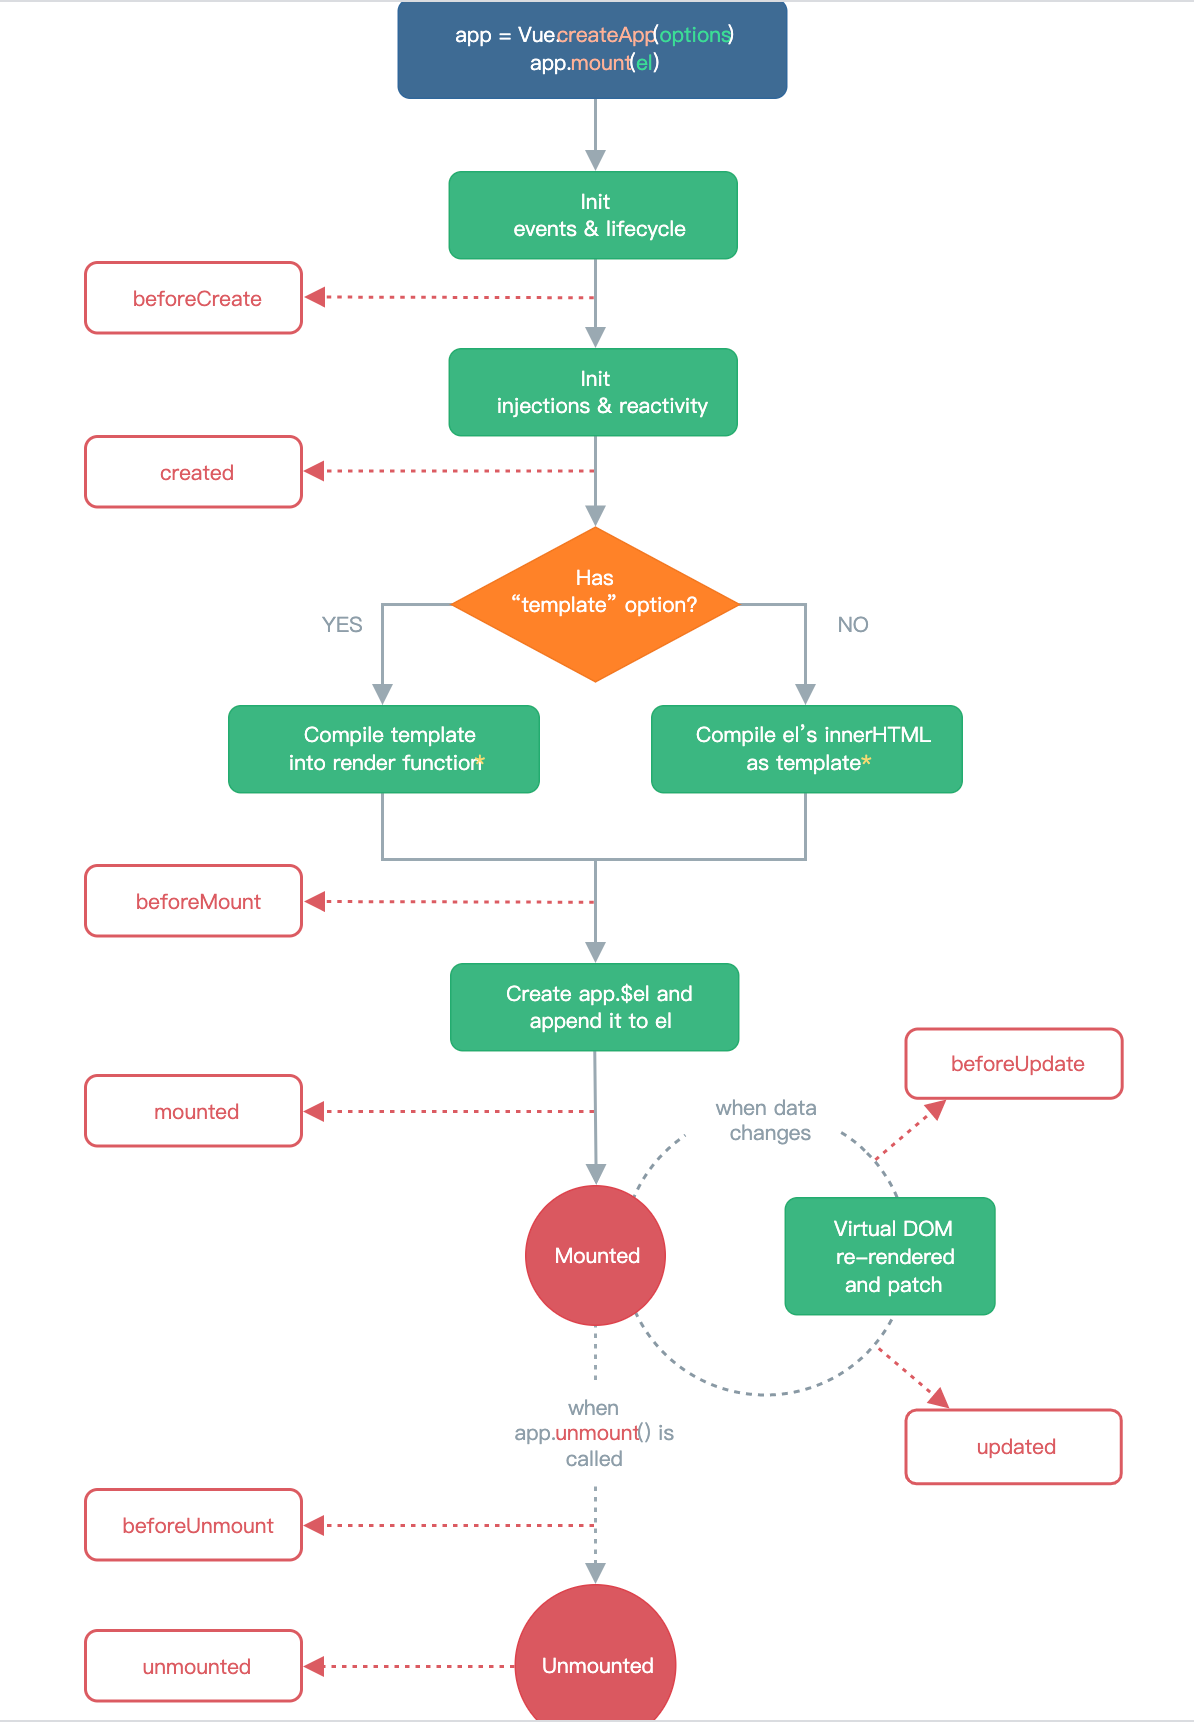 app = Vue.createApp(options)
app.mount(el)
Init
events & lifecycle
beforeCreate
Init
injections & reactivity
created
Has
“template” option?
YES
NO
Compile template
into render function*
Compile el’s innerHTML
as template*
beforeMount
Create app.$el and
append it to el
beforeUpdate
mounted
when data
changes
Virtual DOM
re-rendered
and patch
Mounted
when
app.unmount() is
called
updated
beforeUnmount
unmounted
Unmounted